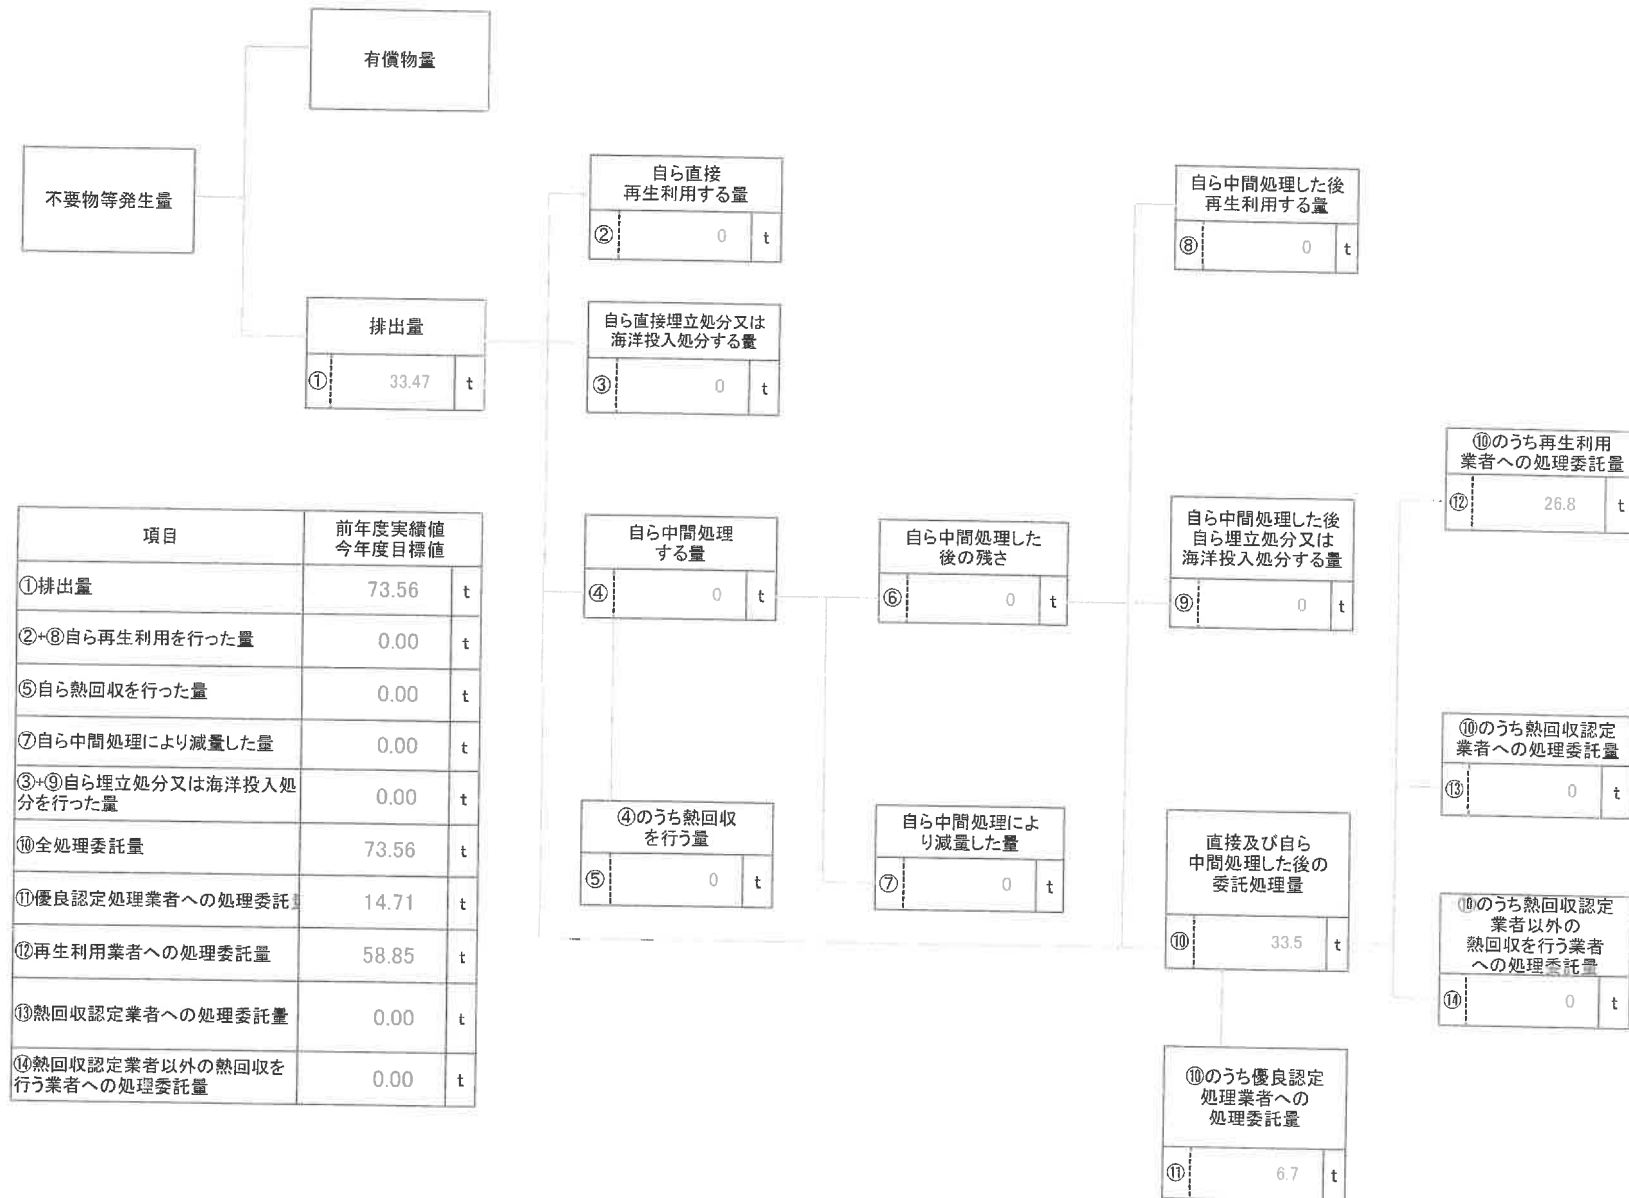 有償物量
不要物等発生量
排出量
① 33.47 t
自ら直接
再生利用する量
② 0 t
自ら直接埋立処分又は
海洋投入処分する量
③ 0 t
自ら中間処理
する量
④ 0 t
④のうち熱回収
を行う量
⑤ 0 t
自ら中間処理した
後の残さ
⑥ 0 t
自ら中間処理によ
り減量した量
⑦ 0 t
自ら中間処理した後
再生利用する量
⑧ 0 t
自ら中間処理した後
自ら埋立処分又は
海洋投入処分する量
⑨ 0 t
直接及び自ら
中間処理した後の
委託処理量
⑩ 33.5 t
⑩のうち優良認定
処理業者への
処理委託量
⑪ 6.7 t
⑩のうち再生利用
業者への処理委託量
⑫ 26.8 t
⑩のうち熱回収認定
業者への処理委託量
⑬ 0 t
⑩のうち熱回収認定
業者以外の
熱回収を行う業者
への処理委託量
⑭ 0 t
項目 前年度実績値
今年度目標値
①排出量 73.56 t
②+⑧自ら再生利用を行った量 0.00 t
⑤自ら熱回収を行った量 0.00 t
⑦自ら中間処理により減量した量 0.00 t
③+⑨自ら埋立処分又は海洋投入処
分を行った量 0.00 t
⑩全処理委託量 73.56 t
⑪優良認定処理業者への処理委託 14.71 t
⑫再生利用業者への処理委託量 58.85 t
⑬熱回収認定業者への処理委託量 0.00 t
⑭熱回収認定業者以外の熱回収を
行う業者への処理委託量 0.00 t